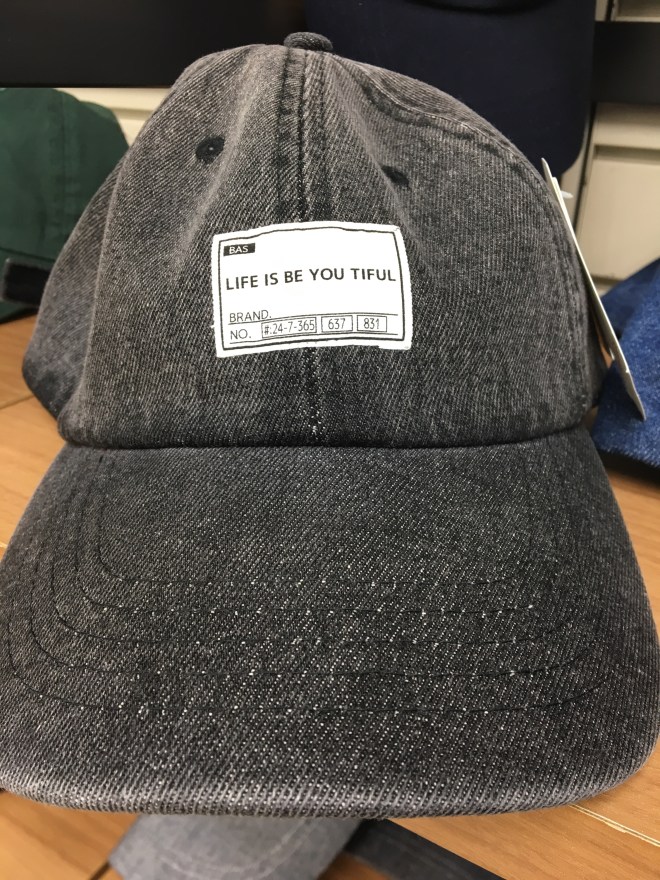 BAS
LIFE IS BE YOU TIFUL
BRAND.
NO. #:24-7-365 637 831